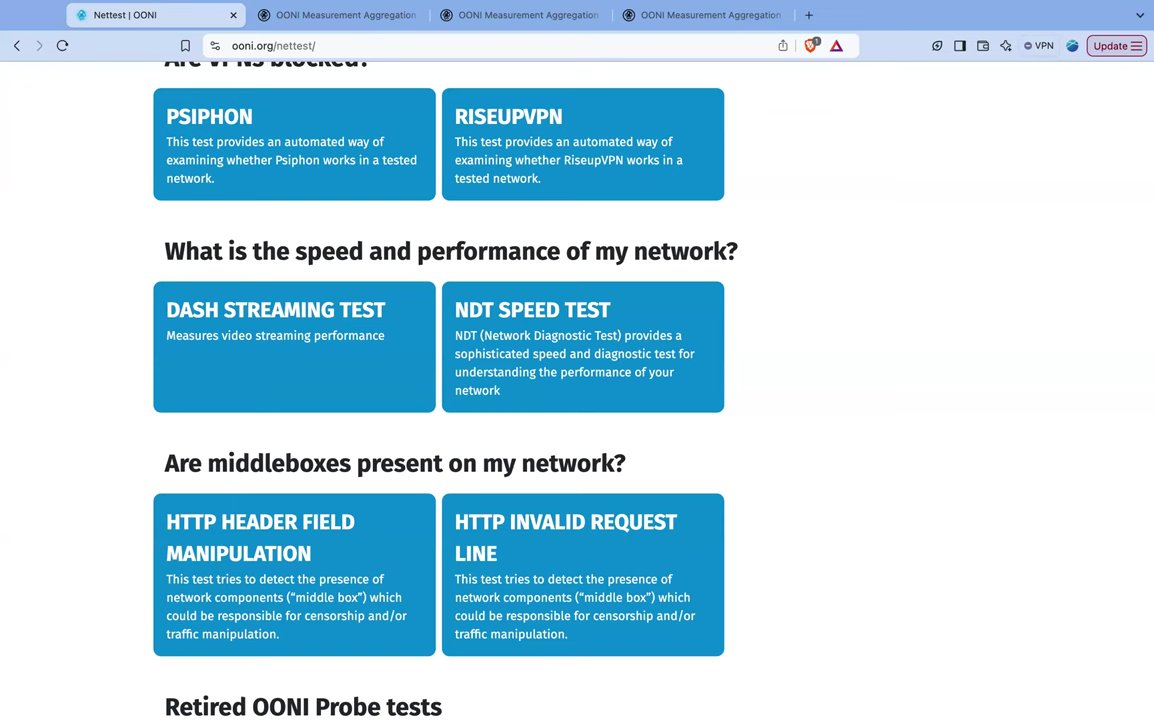 Nettest | OONI
OONI Measurement Aggregation
OONI Measurement Aggregation
OONI Measurement Aggregation
ooni.org/nettest/
1
VPN
Update
Are VPNs blocked?
PSIPHON
This test provides an automated way of
examining whether Psiphon works in a tested
network.
RISEUPVPN
This test provides an automated way of
examining whether RiseupVPN works in a
tested network.
What is the speed and performance of my network?
DASH STREAMING TEST
Measures video streaming performance
NDT SPEED TEST
NDT (Network Diagnostic Test) provides a
sophisticated speed and diagnostic test for
understanding the performance of your
network
Are middleboxes present on my network?
HTTP HEADER FIELD
MANIPULATION
This test tries to detect the presence of
network components (“middle box”) which
could be responsible for censorship and/or
traffic manipulation.
HTTP INVALID REQUEST
LINE
This test tries to detect the presence of
network components (“middle box”) which
could be responsible for censorship and/or
traffic manipulation.
Retired OONI Probe tests